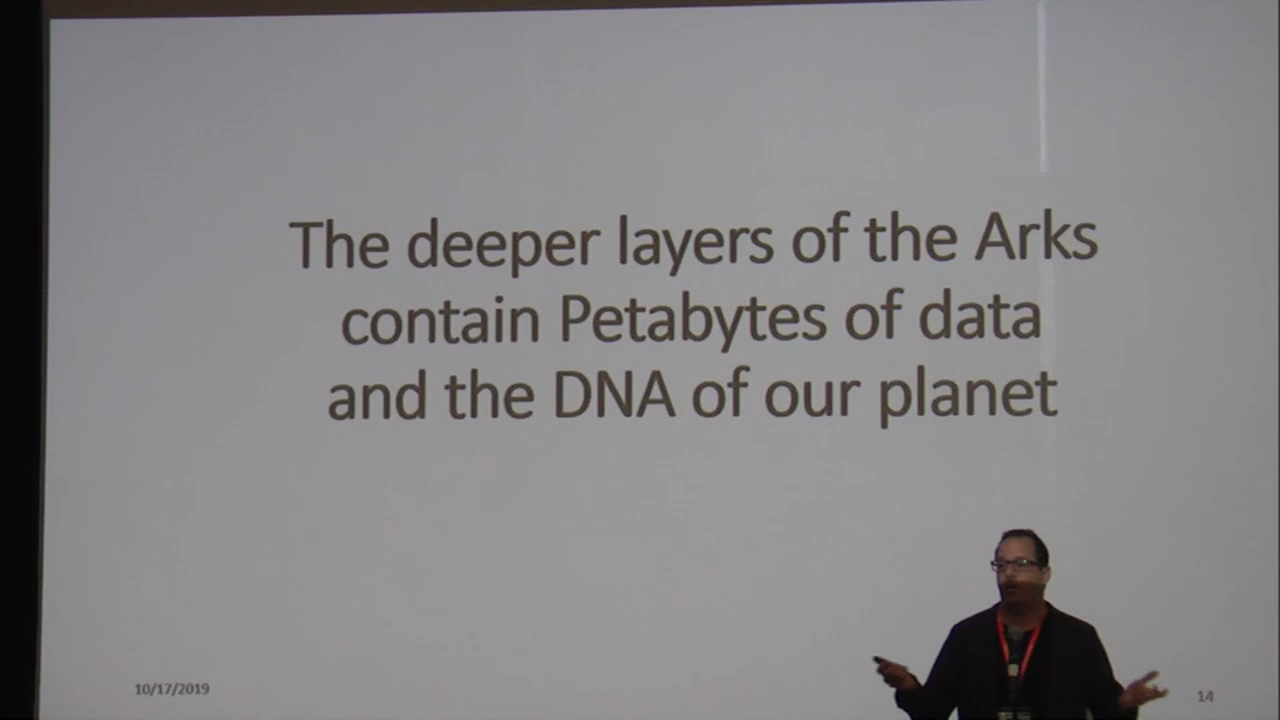 The deeper layers of the Arks
contain Petabytes of data
and the DNA of our planet
10/17/2019
14